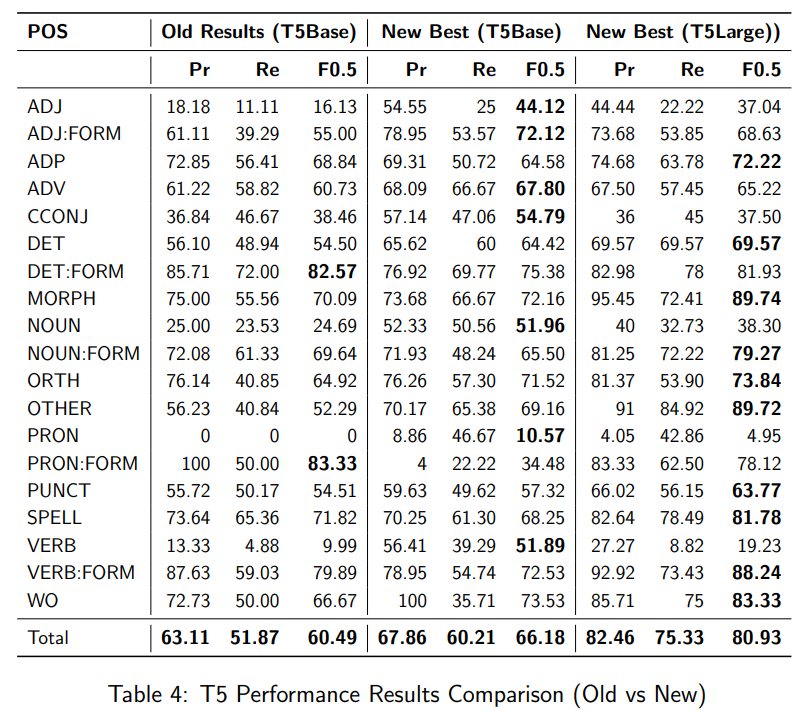 POS Old Results (T5Base) New Best (T5Base) New Best (T5Large))
Pr Re F0.5 Pr Re F0.5 Pr Re F0.5
ADJ 18.18 11.11 16.13 54.55 25 44.12 44.44 22.22 37.04
ADJ:FORM 61.11 39.29 55.00 78.95 53.57 72.12 73.68 53.85 68.63
ADP 72.85 56.41 68.84 69.31 50.72 64.58 74.68 63.78 72.22
ADV 61.22 58.82 60.73 68.09 66.67 67.80 67.50 57.45 65.22
CCONJ 36.84 46.67 38.46 57.14 47.06 54.79 36 45 37.50
DET 56.10 48.94 54.50 65.62 60 64.42 69.57 69.57 69.57
DET:FORM 85.71 72.00 82.57 76.92 69.77 75.38 82.98 78 81.93
MORPH 75.00 55.56 70.09 73.68 66.67 72.16 95.45 72.41 89.74
NOUN 25.00 23.53 24.69 52.33 50.56 51.96 40 32.73 38.30
NOUN:FORM 72.08 61.33 69.64 71.93 48.24 65.50 81.25 72.22 79.27
ORTH 76.14 40.85 64.92 76.26 57.30 71.52 81.37 53.90 73.84
OTHER 56.23 40.84 52.29 70.17 65.38 69.16 91 84.92 89.72
PRON 0 0 0 8.86 46.67 10.57 4.05 42.86 4.95
PRON:FORM 100 50.00 83.33 4 22.22 34.48 83.33 62.50 78.12
PUNCT 55.72 50.17 54.51 59.63 49.62 57.32 66.02 56.15 63.77
SPELL 73.64 65.36 71.82 70.25 61.30 68.25 82.64 78.49 81.78
VERB 13.33 4.88 9.99 56.41 39.29 51.89 27.27 8.82 19.23
VERB:FORM 87.63 59.03 79.89 78.95 54.74 72.53 92.92 73.43 88.24
WO 72.73 50.00 66.67 100 35.71 73.53 85.71 75 83.33
Total 63.11 51.87 60.49 67.86 60.21 66.18 82.46 75.33 80.93
Table 4: T5 Performance Results Comparison (Old vs New)